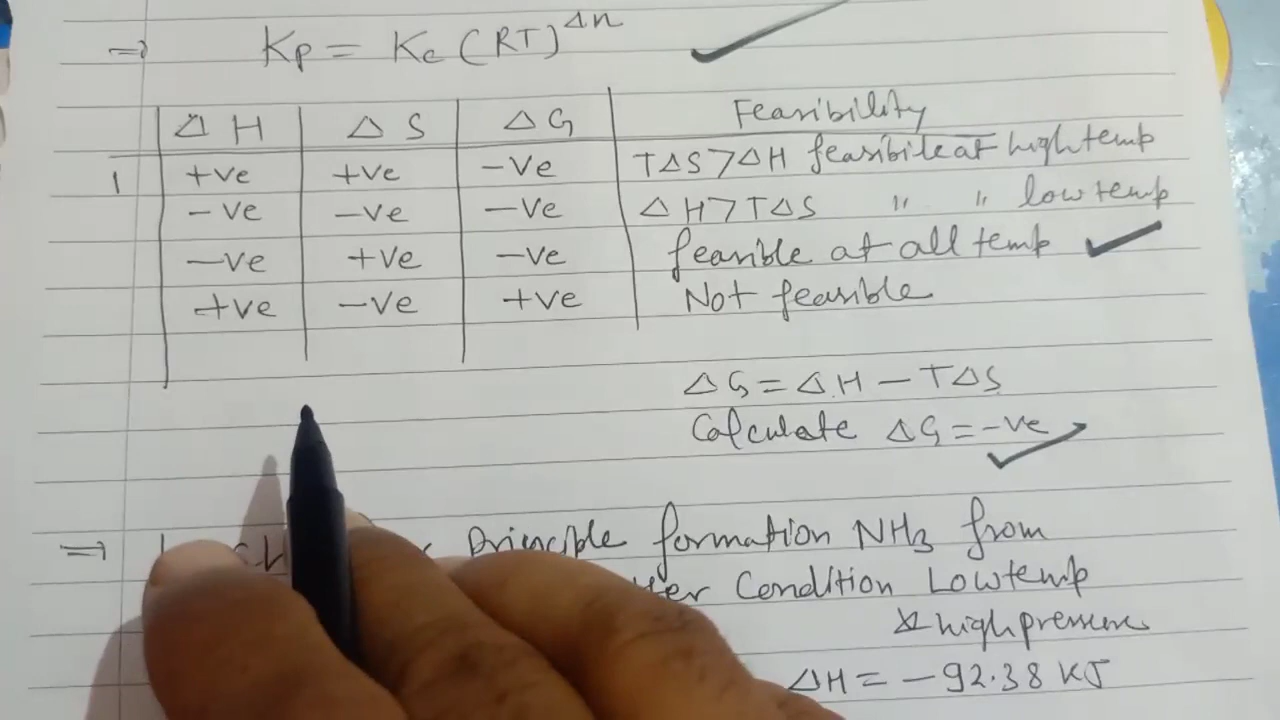 ⇒ Kp = Kc (RT)^Δn
ΔH ΔS ΔG Feasibility
1 +ve +ve -ve TΔS>ΔH feasibile at high temp
-ve -ve -ve ΔH>TΔS " " low temp
-ve +ve -ve feasible at all temp
+ve -ve +ve Not feasible
ΔG = ΔH - TΔS
Calculate ΔG = -ve
⇒ principle formation NH3 from
Condition Low temp
& high pressure
ΔH = -92.38 KJ